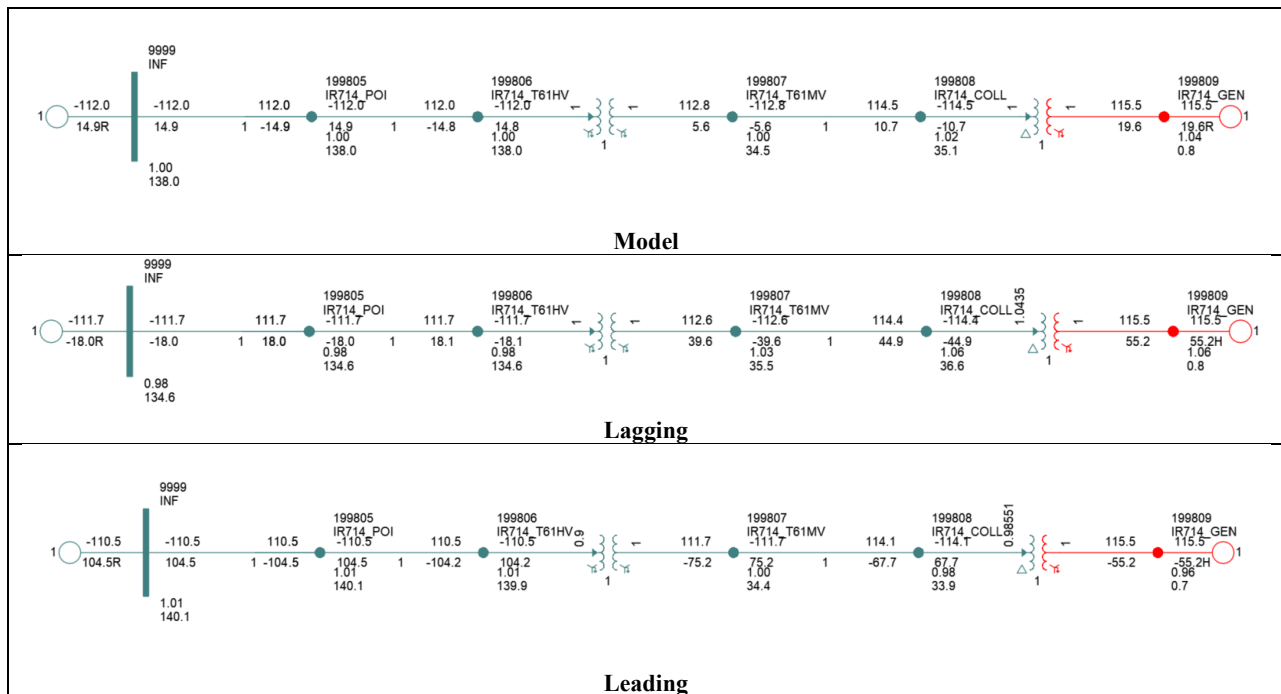 9999
INF
199805
IR714_POI
199806
IR714_T61HV
199807
IR714_T61MV
199808
IR714_COLL
199809
IR714_GEN
1 -112.0 -112.0 112.0 -112.0 112.0 -112.0 1 1 112.8 -112.8 114.5 -114.5 1 1 115.5 115.5 1
14.9R 14.9 1 -14.9 14.9 1 -14.8 14.8 5.6 -5.6 1 10.7 -10.7 19.6 19.6R
1.00 1.00 1 1.00 1.02 1 1.04
138.0 138.0 34.5 35.1 0.8
1.00
138.0
Model
9999
INF
199805
IR714_POI
199806
IR714_T61HV
199807
IR714_T61MV
199808
IR714_COLL
199809
IR714_GEN
1 -111.7 -111.7 111.7 -111.7 111.7 -111.7 1 1 112.6 -112.6 114.4 -114.4 1.0435 1 115.5 115.5 1
-18.0R -18.0 1 18.0 -18.0 1 18.1 -18.1 39.6 -39.6 1 44.9 -44.9 55.2 55.2H
0.98 0.98 1 1.03 1.06 1 1.06
134.6 134.6 35.5 36.6 0.8
0.98
134.6
Lagging
9999
INF
199805
IR714_POI
199806
IR714_T61HV
199807
IR714_T61MV
199808
IR714_COLL
199809
IR714_GEN
1 -110.5 -110.5 110.5 -110.5 110.5 -110.5 0.9 1 111.7 -111.7 114.1 -114.1 0.98551 1 115.5 115.5 1
104.5R 104.5 1 -104.5 104.5 1 -104.2 104.2 -75.2 75.2 1 -67.7 67.7 -55.2 -55.2H
1.01 1.01 1 1.00 0.98 1 0.96
140.1 139.9 34.4 33.9 0.7
1.01
140.1
Leading